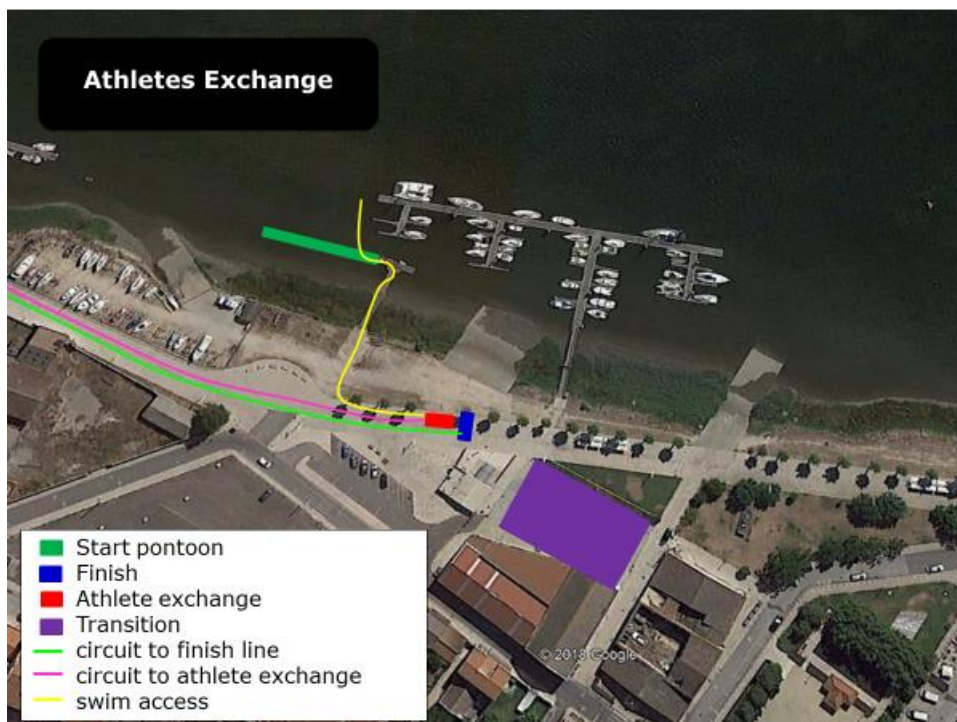 Athletes Exchange
© 2018 Google
Start pontoon
Finish
Athlete exchange
Transition
circuit to finish line
circuit to athlete exchange
swim access